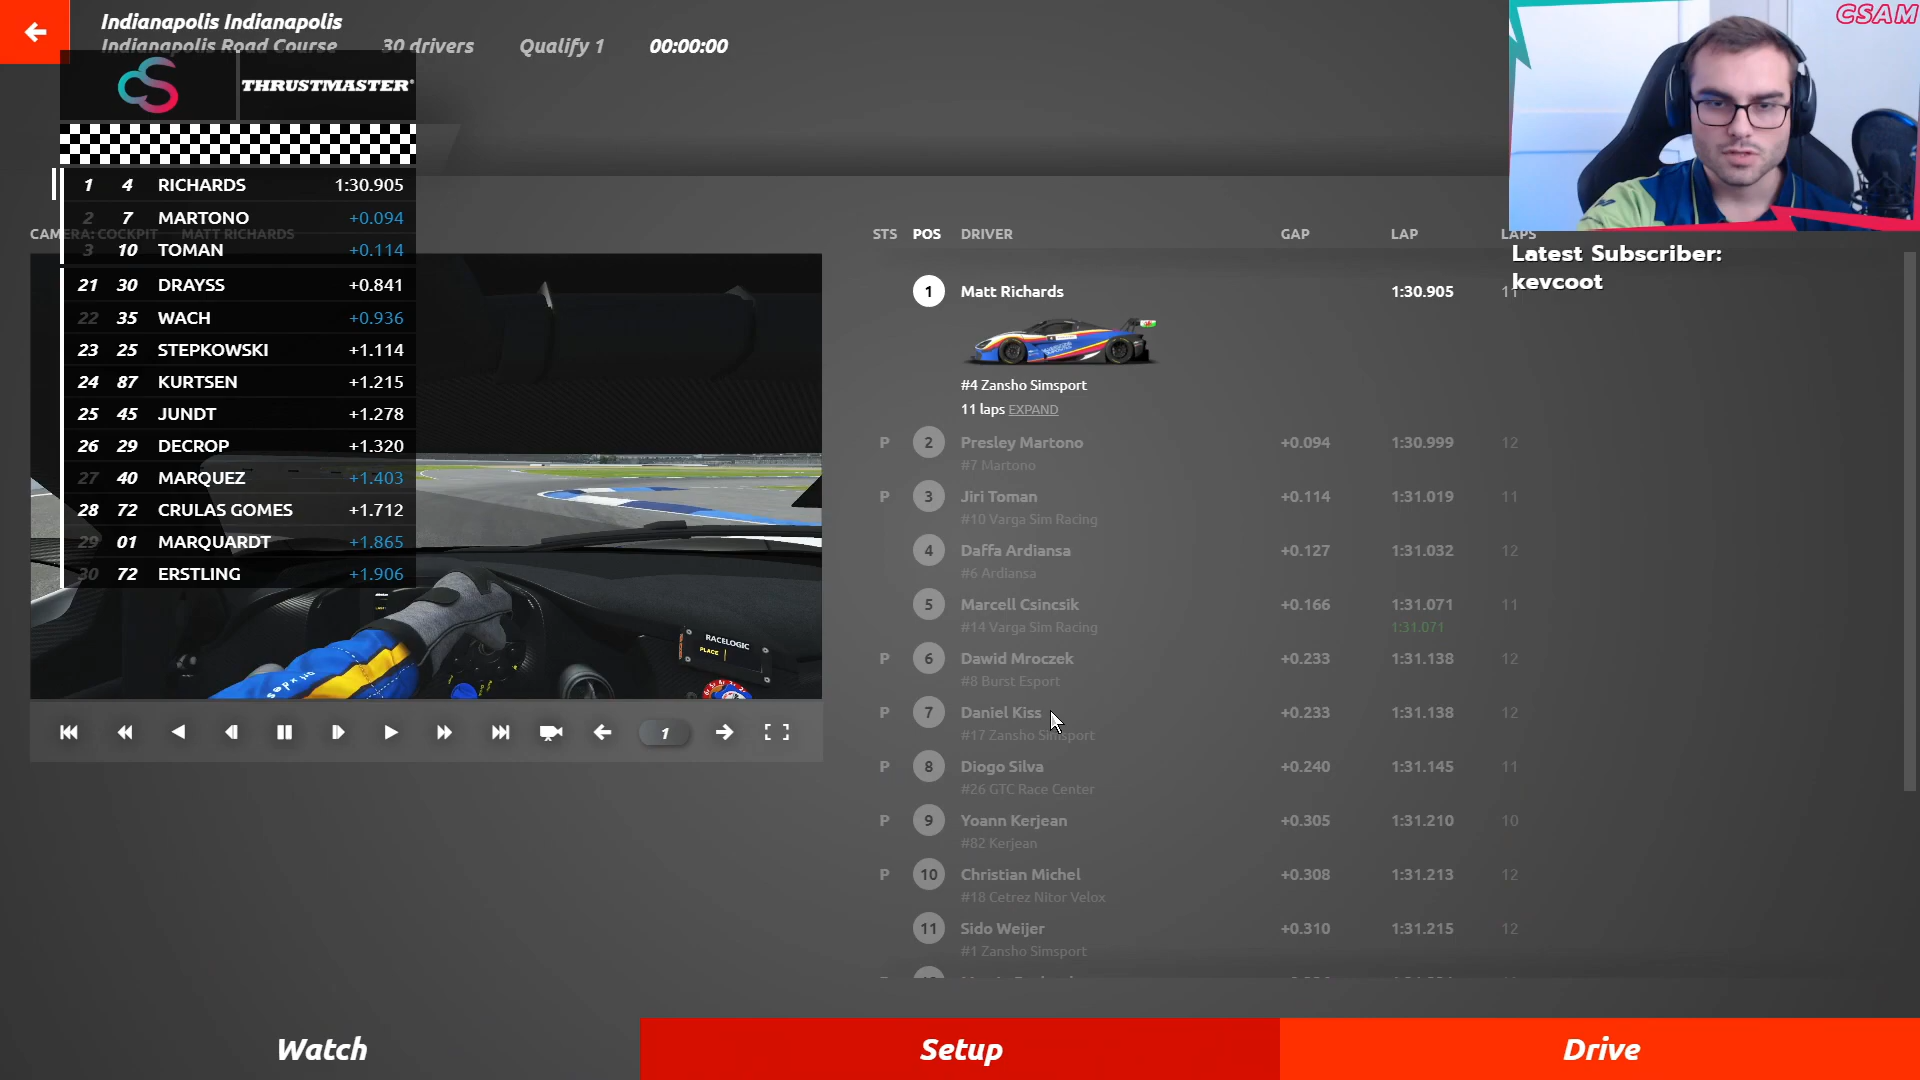 Indianapolis Indianapolis
Indianapolis Road Course 30 drivers Qualify 1 00:00:00
CSAM
THRUSTMASTER
1 4 RICHARDS 1:30.905
2 7 MARTONO +0.094
3 10 TOMAN +0.114
21 30 DRAYSS +0.841
22 35 WACH +0.936
23 25 STEPKOWSKI +1.114
24 87 KURTSEN +1.215
25 45 JUNDT +1.278
26 29 DECROP +1.320
27 40 MARQUEZ +1.403
28 72 CRULAS GOMES +1.712
29 01 MARQUARDT +1.865
30 72 ERSTLING +1.906
CAMERA: COCKPIT MATT RICHARDS
RACELOGIC
PLACE
1
STS POS DRIVER GAP LAP LAPS
Latest Subscriber:
kevcoot
1 Matt Richards 1:30.905 11
#4 Zansho Simsport
11 laps EXPAND
P 2 Presley Martono +0.094 1:30.999 12
#7 Martono
P 3 Jiri Toman +0.114 1:31.019 11
#10 Varga Sim Racing
4 Daffa Ardiansa +0.127 1:31.032 12
#6 Ardiansa
5 Marcell Csincsik +0.166 1:31.071 11
#14 Varga Sim Racing 1:31.071
P 6 Dawid Mroczek +0.233 1:31.138 12
#8 Burst Esport
P 7 Daniel Kiss +0.233 1:31.138 12
#17 Zansho Simsport
P 8 Diogo Silva +0.240 1:31.145 11
#26 GTC Race Center
P 9 Yoann Kerjean +0.305 1:31.210 10
#82 Kerjean
P 10 Christian Michel +0.308 1:31.213 12
#18 Cetrez Nitor Velox
11 Sido Weijer +0.310 1:31.215 12
#1 Zansho Simsport
Watch Setup Drive